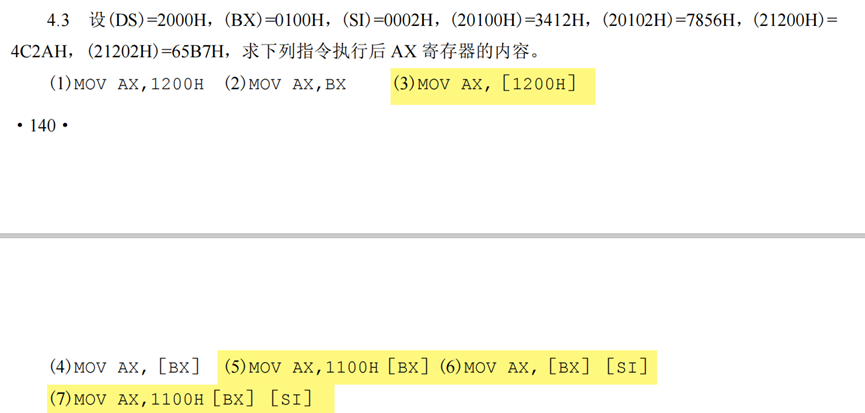 4.3 设(DS)=2000H，(BX)=0100H，(SI)=0002H，(20100H)=3412H，(20102H)=7856H，(21200H)=
4C2AH，(21202H)=65B7H，求下列指令执行后 AX 寄存器的内容。
(1)MOV AX,1200H (2)MOV AX,BX (3)MOV AX,［1200H］
·140·
(4)MOV AX,［BX］ (5)MOV AX,1100H［BX］(6)MOV AX,［BX］［SI］
(7)MOV AX,1100H［BX］［SI］